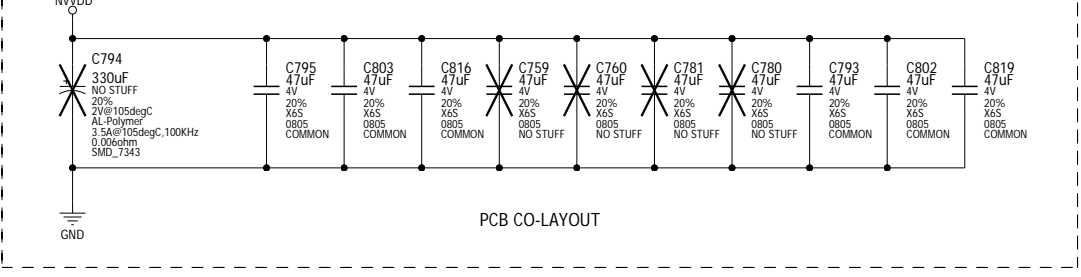 NVVDD
C794
330uF
NO STUFF
20%
2V@105degC
AL-Polymer
3.5A@105degC,100KHz
0.006ohm
SMD_7343
C795
47uF
4V
20%
X6S
0805
COMMON
C803
47uF
4V
20%
X6S
0805
COMMON
C816
47uF
4V
20%
X6S
0805
COMMON
C759
47uF
4V
20%
X6S
0805
NO STUFF
C760
47uF
4V
20%
X6S
0805
NO STUFF
C781
47uF
4V
20%
X6S
0805
NO STUFF
C780
47uF
4V
20%
X6S
0805
NO STUFF
C793
47uF
4V
20%
X6S
0805
COMMON
C802
47uF
4V
20%
X6S
0805
COMMON
C819
47uF
4V
20%
X6S
0805
COMMON
GND
PCB CO-LAYOUT